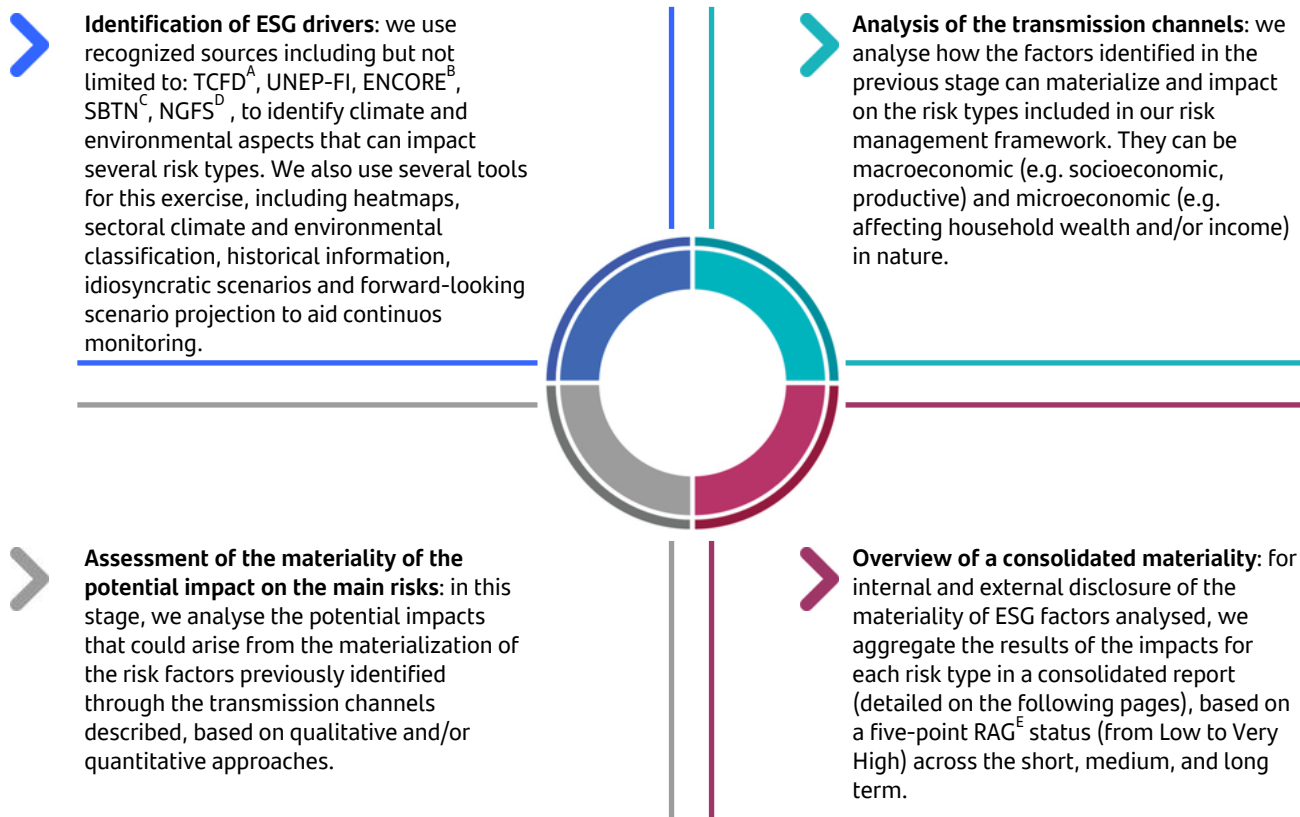 Identification of ESG drivers: we use
recognized sources including but not
limited to: TCFDA, UNEP-FI, ENCOREB,
SBTNC, NGFSD , to identify climate and
environmental aspects that can impact
several risk types. We also use several tools
for this exercise, including heatmaps,
sectoral climate and environmental
classification, historical information,
idiosyncratic scenarios and forward-looking
scenario projection to aid continuos
monitoring.
Analysis of the transmission channels: we
analyse how the factors identified in the
previous stage can materialize and impact
on the risk types included in our risk
management framework. They can be
macroeconomic (e.g. socioeconomic,
productive) and microeconomic (e.g.
affecting household wealth and/or income)
in nature.
Assessment of the materiality of the
potential impact on the main risks: in this
stage, we analyse the potential impacts
that could arise from the materialization of
the risk factors previously identified
through the transmission channels
described, based on qualitative and/or
quantitative approaches.
Overview of a consolidated materiality: for
internal and external disclosure of the
materiality of ESG factors analysed, we
aggregate the results of the impacts for
each risk type in a consolidated report
(detailed on the following pages), based on
a five-point RAGE status (from Low to Very
High) across the short, medium, and long
term.